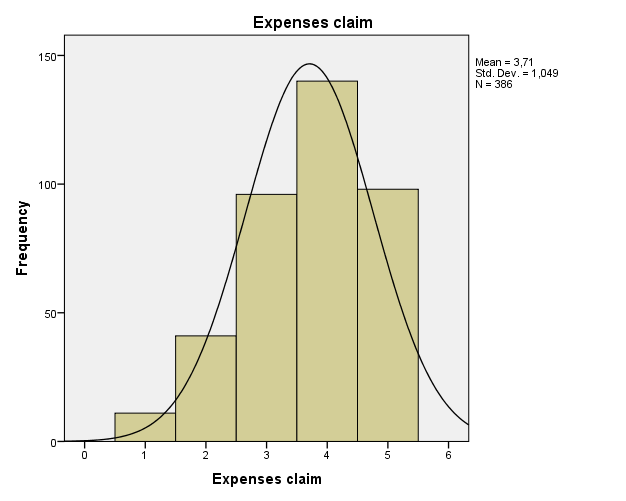 Expenses claim
Mean = 3,71
Std. Dev. = 1,049
N = 386
150
100
50
0
Frequency
0 1 2 3 4 5 6
Expenses claim